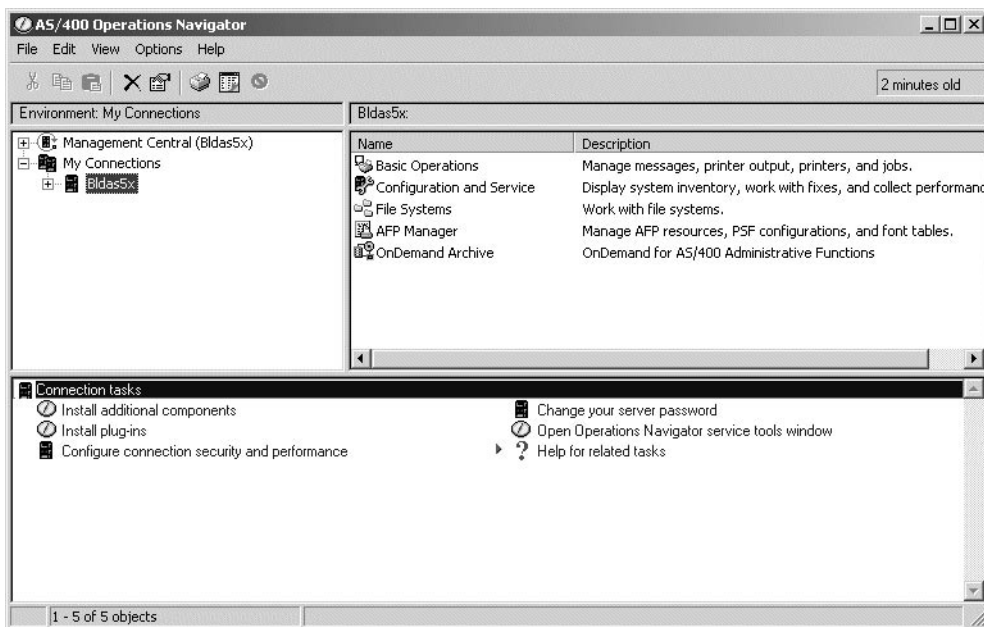 AS/400 Operations Navigator
File Edit View Options Help
2 minutes old
Environment: My Connections
Bldas5x:
Management Central (Bldas5x)
My Connections
Bldas5x
Name Description
Basic Operations Manage messages, printer output, printers, and jobs.
Configuration and Service Display system inventory, work with fixes, and collect performanc
File Systems Work with file systems.
AFP Manager Manage AFP resources, PSF configurations, and font tables.
OnDemand Archive OnDemand for AS/400 Administrative Functions
Connection tasks
Install additional components Change your server password
Install plug-ins Open Operations Navigator service tools window
Configure connection security and performance ? Help for related tasks
1 - 5 of 5 objects